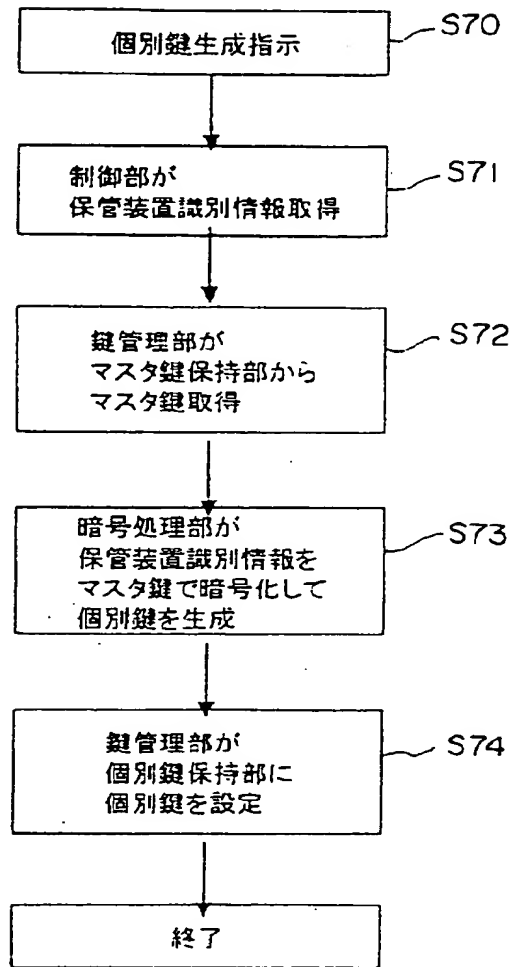 個別鍵生成指示
S70
制御部が
保管装置識別情報取得
S71
鍵管理部が
マスタ鍵保持部から
マスタ鍵取得
S72
暗号処理部が
保管装置識別情報を
マスタ鍵で暗号化して
個別鍵を生成
S73
鍵管理部が
個別鍵保持部に
個別鍵を設定
S74
終了